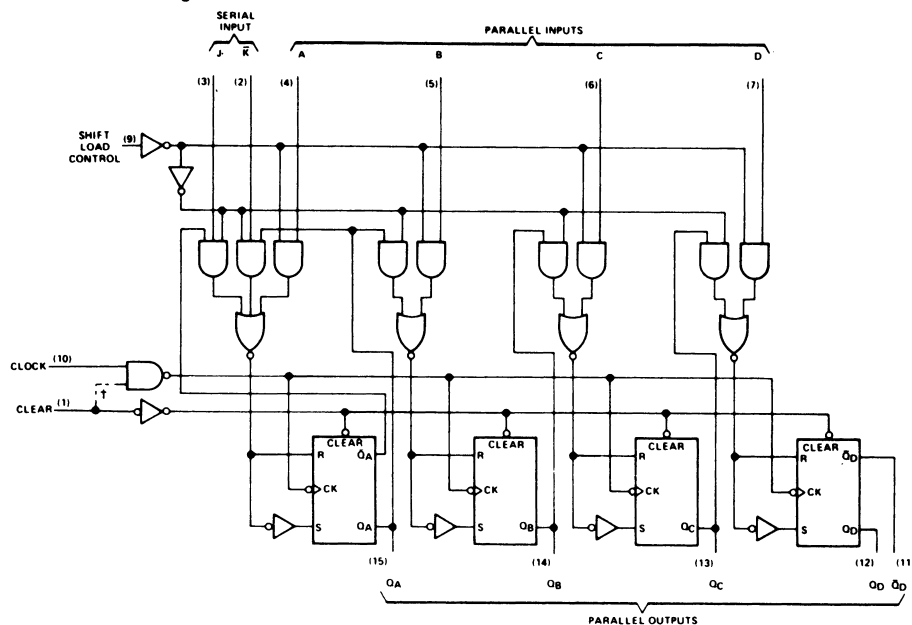 SERIAL
INPUT
PARALLEL INPUTS
J K̅ A B C D
(3) (2) (4) (5) (6) (7)
SHIFT
LOAD
CONTROL
(9)
CLOCK (10)
†
CLEAR (1)
CLEAR CLEAR CLEAR CLEAR
R Q̅A R R R Q̅D
CK CK CK CK
S QA S QB S QC S QD
(15) (14) (13) (12) (11
QA QB QC QD Q̅D
PARALLEL OUTPUTS